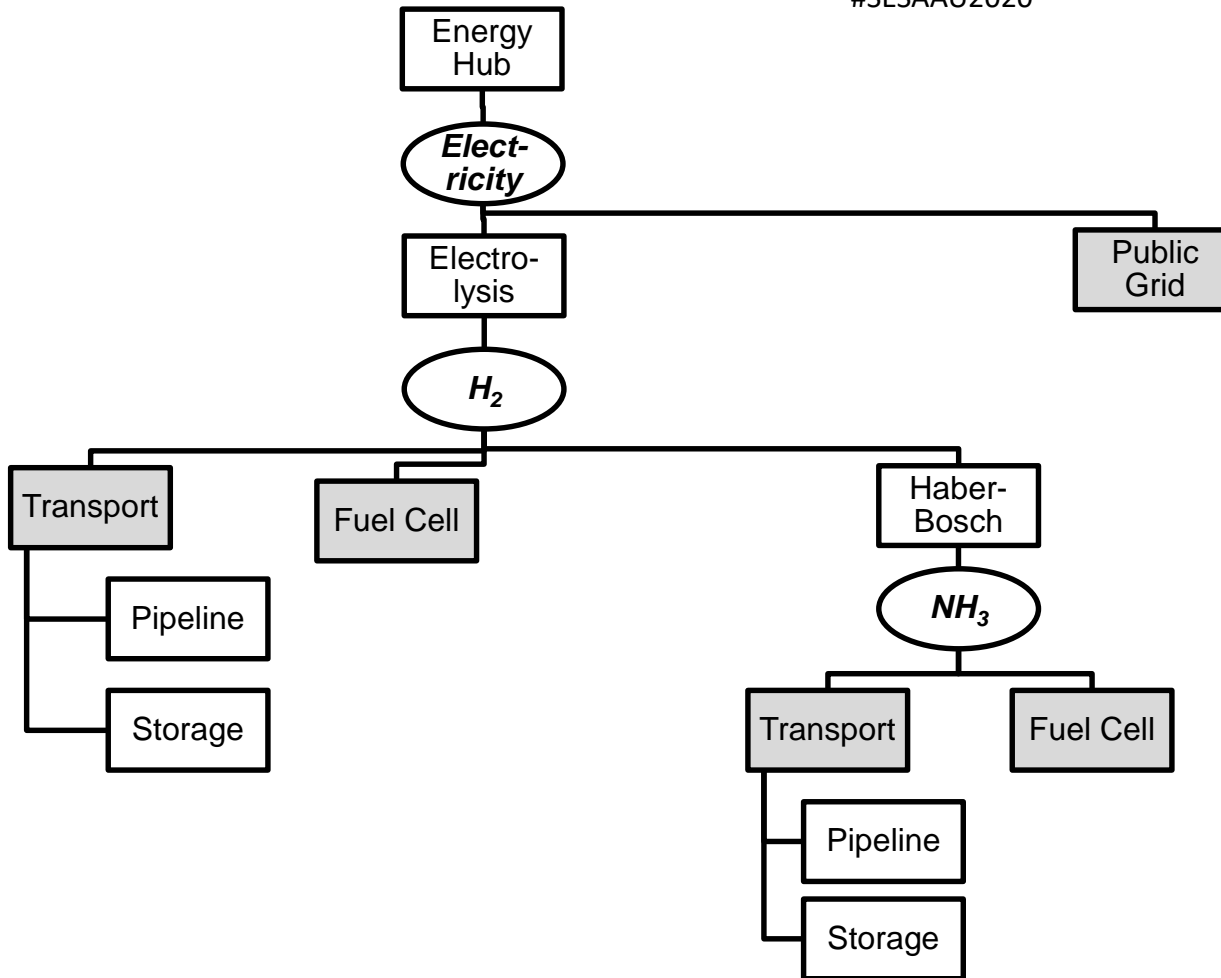 #SESAAU2020
Energy
Hub
Elect-
ricity
Electro-
lysis
Public
Grid
H₂
Transport
Fuel Cell
Haber-
Bosch
Pipeline
NH₃
Storage
Transport
Fuel Cell
Pipeline
Storage